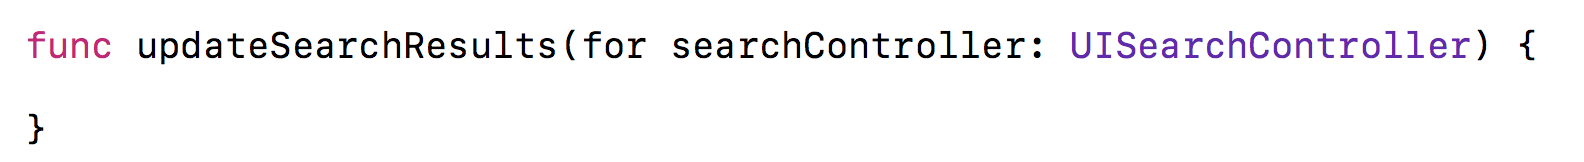 func updateSearchResults(for searchController: UISearchController) {
}